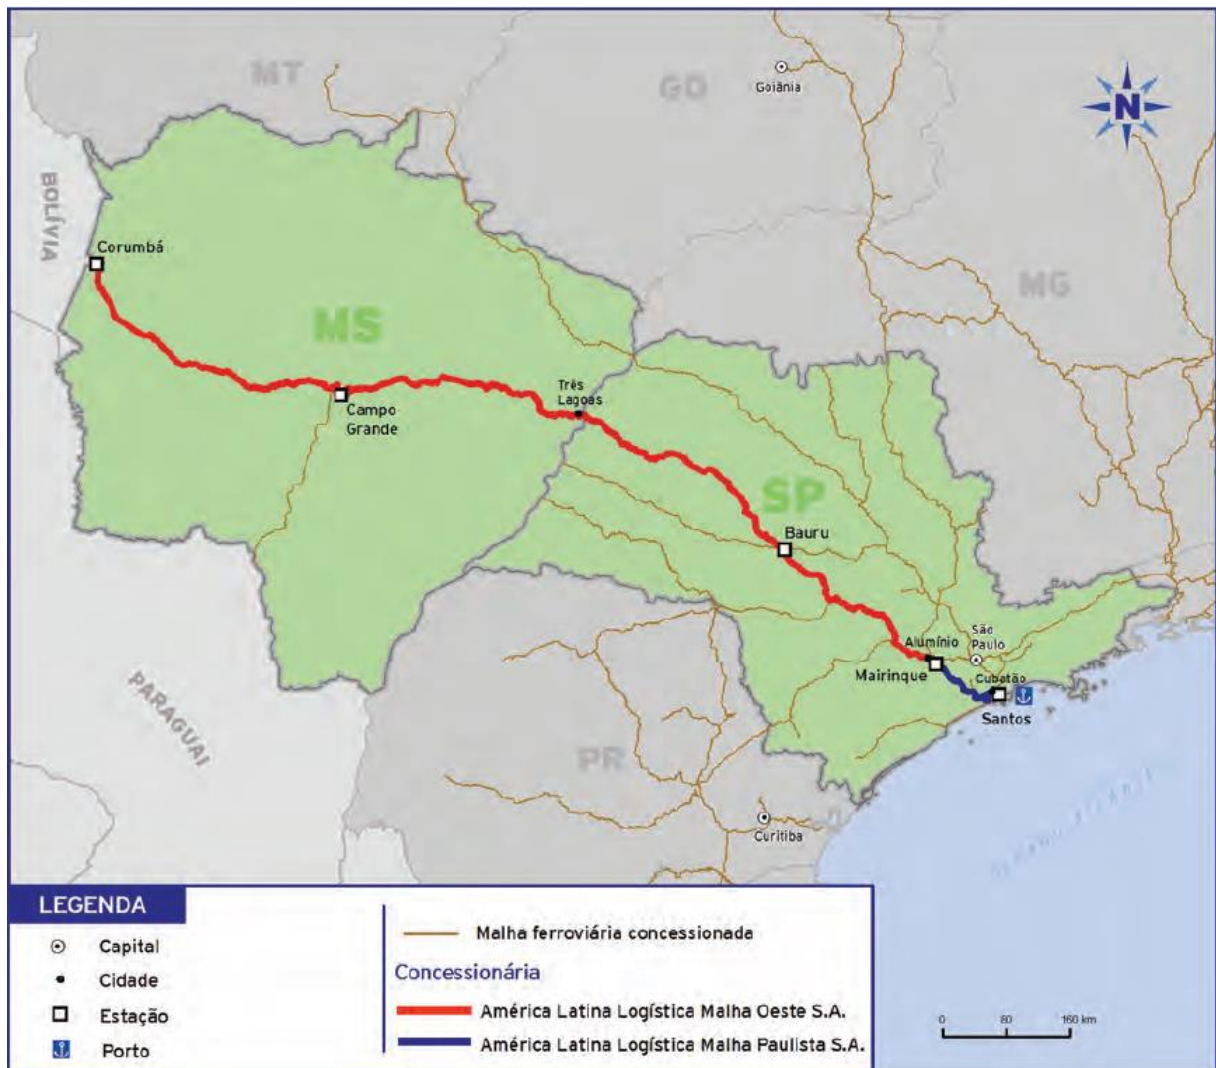 MT
GO
Goiânia
N
BOLÍVIA
Corumbá
MG
MS
Três
Lagoas
Campo
Grande
SP
Bauru
São
Paulo
Alumínio
Mairinque
Cubatão
Santos
PARAGUAI
PR
Curitiba
LEGENDA
Capital
Cidade
Estação
Porto
Malha ferroviária concessionada
Concessionária
América Latina Logística Malha Oeste S.A.
América Latina Logística Malha Paulista S.A.
0 80 160 km